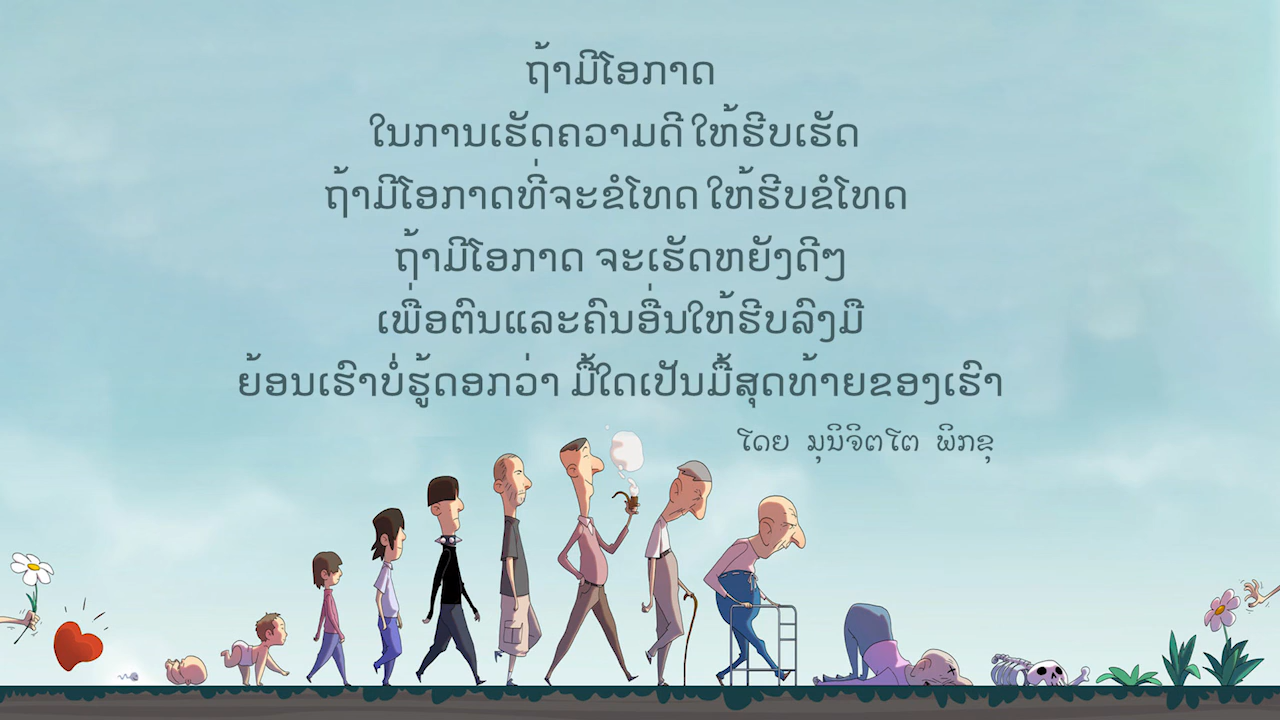 ຖ້າມີໂອກາດ
ໃນການເຮັດຄວາມດີ ໃຫ້ຮີບເຮັດ
ຖ້າມີໂອກາດທີ່ຈະຂໍໂທດ ໃຫ້ຮີບຂໍໂທດ
ຖ້າມີໂອກາດ ຈະເຮັດຫຍັງດີໆ
ເພື່ອຕົນແລະຄົນອື່ນໃຫ້ຮີບລົງມື
ຍ້ອນເຮົາບໍ່ຮູ້ດອກວ່າ ມື້ໃດເປັນມື້ສຸດທ້າຍຂອງເຮົາ
ໂດຍ ມຸນິຈິຕໂຕ ພິກຂຸ